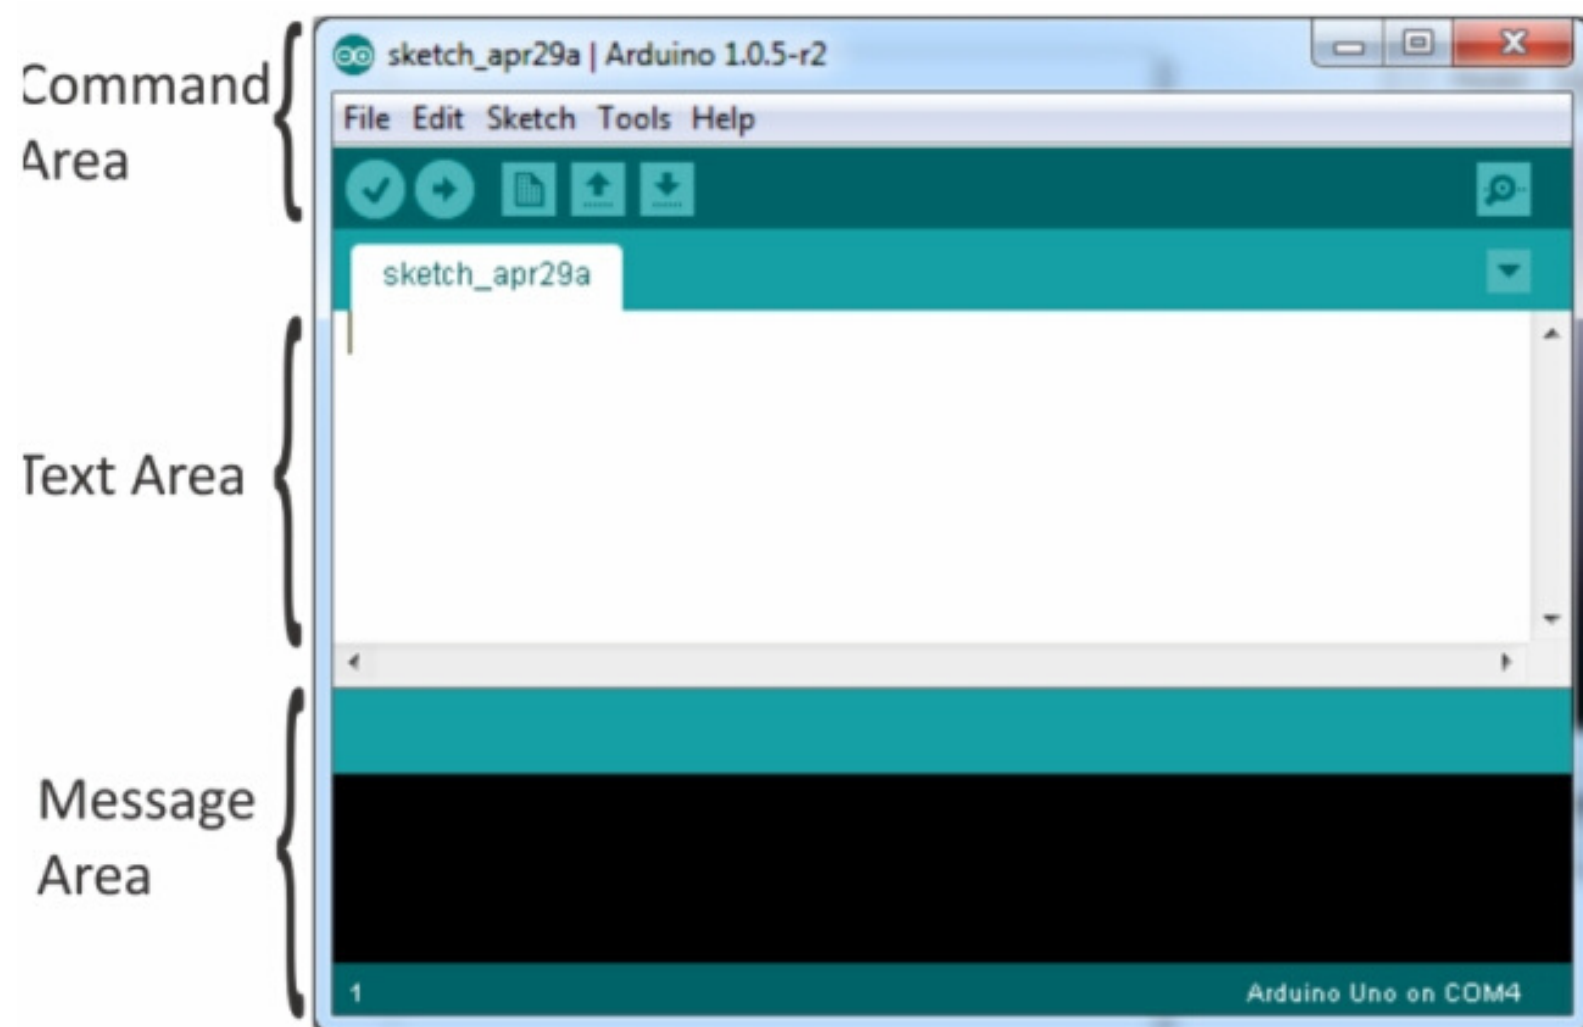 Command
Area
sketch_apr29a | Arduino 1.0.5-r2
File Edit Sketch Tools Help
sketch_apr29a
Text Area
Message
Area
1
Arduino Uno on COM4